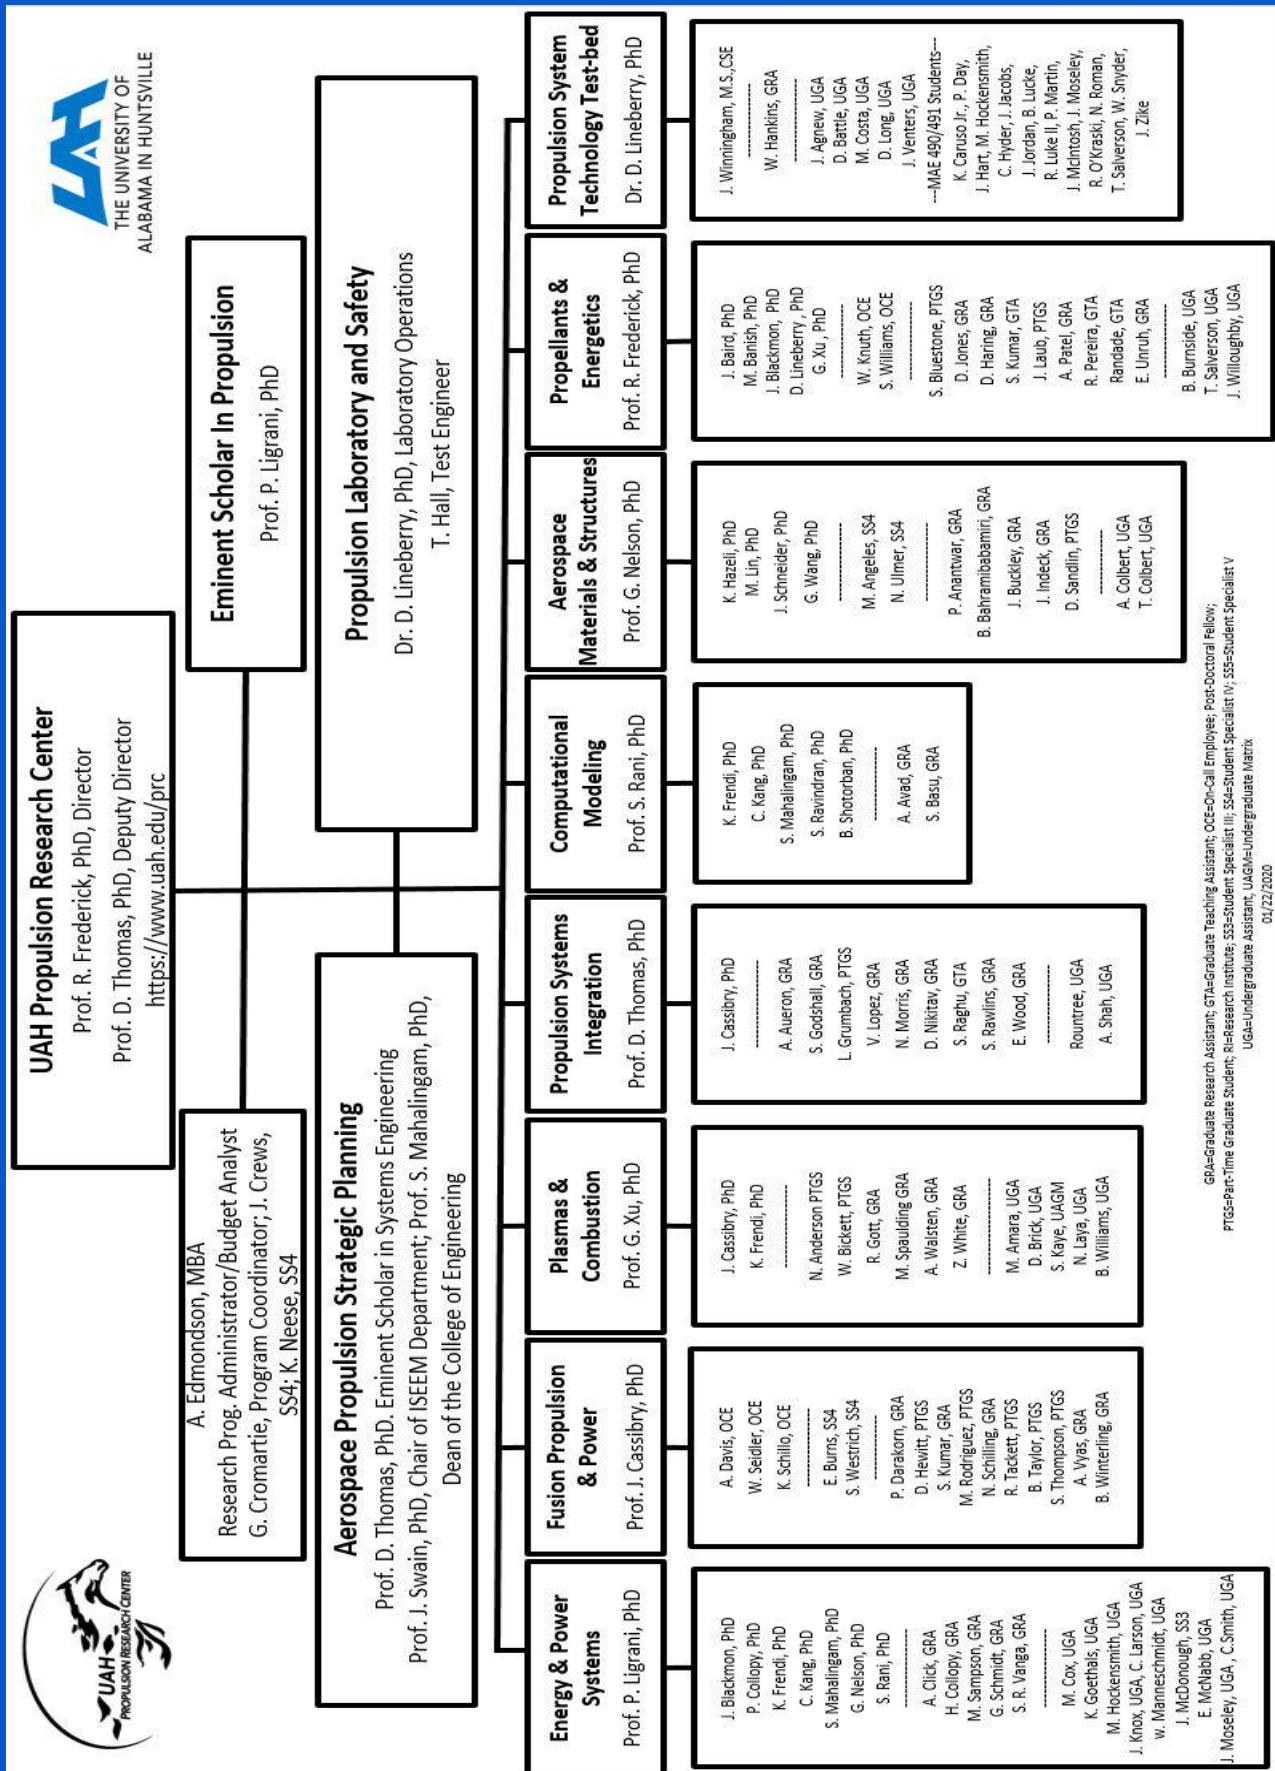 UAH
PROPULSION RESEARCH CENTER
UAH Propulsion Research Center
Prof. R. Frederick, PhD, Director
Prof. D. Thomas, PhD, Deputy Director
https://www.uah.edu/prc
UAH
THE UNIVERSITY OF
ALABAMA IN HUNTSVILLE
A. Edmondson, MBA
Research Prog. Administrator/Budget Analyst
G. Cromartie, Program Coordinator; J. Crews,
SS4; K. Neese, SS4
Eminent Scholar In Propulsion
Prof. P. Ligrani, PhD
Aerospace Propulsion Strategic Planning
Prof. D. Thomas, PhD. Eminent Scholar in Systems Engineering
Prof. J. Swain, PhD, Chair of ISEEM Department; Prof. S. Mahalingam, PhD,
Dean of the College of Engineering
Propulsion Laboratory and Safety
Dr. D. Lineberry, PhD, Laboratory Operations
T. Hall, Test Engineer
Energy & Power
Systems
Prof. P. Ligrani, PhD
J. Blackmon, PhD
P. Collopy, PhD
K. Frendi, PhD
C. Kang, PhD
S. Mahalingam, PhD
G. Nelson, PhD
S. Rani, PhD
----------------
A. Click, GRA
H. Collopy, GRA
M. Sampson, GRA
G. Schmidt, GRA
S. R. Vanga, GRA
----------------
M. Cox, UGA
K. Goethals, UGA
M. Hockensmith, UGA
J. Knox, UGA, C. Larson, UGA
w. Manneschmidt, UGA
J. McDonough, SS3
E. McNabb, UGA
J. Moseley, UGA , C.Smith, UGA
Fusion Propulsion
& Power
Prof. J. Cassibry, PhD
A. Davis, OCE
W. Seidler, OCE
K. Schillo, OCE
----------------
E. Burns, SS4
S. Westrich, SS4
----------------
P. Darakorn, GRA
D. Hewitt, PTGS
S. Kumar, GRA
M. Rodriguez, PTGS
N. Schilling, GRA
R. Tackett, PTGS
B. Taylor, PTGS
S. Thompson, PTGS
A. Vyas, GRA
B. Winterling, GRA
Plasmas &
Combustion
Prof. G. Xu, PhD
J. Cassibry, PhD
K. Frendi, PhD
----------------
N. Anderson PTGS
W. Bickett, PTGS
R. Gott, GRA
M. Spaulding GRA
A. Walsten, GRA
Z. White, GRA
----------------
M. Amara, UGA
D. Brick, UGA
S. Kaye, UAGM
N. Laya, UGA
B. Williams, UGA
Propulsion Systems
Integration
Prof. D. Thomas, PhD
J. Cassibry, PhD
----------------
A. Aueron, GRA
S. Godshall, GRA
L. Grumbach, PTGS
V. Lopez, GRA
N. Morris, GRA
D. Nikitav, GRA
S. Raghu, GTA
S. Rawlins, GRA
E. Wood, GRA
----------------
Rountree, UGA
A. Shah, UGA
Computational
Modeling
Prof. S. Rani, PhD
K. Frendi, PhD
C. Kang, PhD
S. Mahalingam, PhD
S. Ravindran, PhD
B. Shotorban, PhD
----------------
A. Avad, GRA
S. Basu, GRA
Aerospace
Materials & Structures
Prof. G. Nelson, PhD
K. Hazeli, PhD
M. Lin, PhD
J. Schneider, PhD
G. Wang, PhD
----------------
M. Angeles, SS4
N. Ulmer, SS4
----------------
P. Anantwar, GRA
B. Bahramibabamiri, GRA
J. Buckley, GRA
J. Indeck, GRA
D. Sandlin, PTGS
----------------
A. Colbert, UGA
T. Colbert, UGA
Propellants &
Energetics
Prof. R. Frederick, PhD
J. Baird, PhD
M. Banish, PhD
J. Blackmon, PhD
D. Lineberry , PhD
G. Xu , PhD
----------------
W. Knuth, OCE
S. Williams, OCE
----------------
S. Bluestone, PTGS
D. Jones, GRA
D. Haring, GRA
S. Kumar, GTA
J. Laub, PTGS
A. Patel, GRA
R. Pereira, GTA
Randade, GTA
E. Unruh, GRA
----------------
B. Burnside, UGA
T. Salverson, UGA
J. Willoughby, UGA
Propulsion System
Technology Test-bed
Dr. D. Lineberry, PhD
J. Winningham, M.S.,CSE
----------------
W. Hankins, GRA
----------------
J. Agnew, UGA
D. Battle, UGA
M. Costa, UGA
D. Long, UGA
J. Venters, UGA
---MAE 490/491 Students---
K. Caruso Jr., P. Day,
J. Hart, M. Hockensmith,
C. Hyder, J. Jacobs,
J. Jordan, B. Lucke,
R. Luke II, P. Martin,
J. McIntosh, J. Moseley,
R. O'Kraski, N. Roman,
T. Salverson, W. Snyder,
J. Zike
GRA=Graduate Research Assistant; GTA=Graduate Teaching Assistant; OCE=On-Call Employee; Post-Doctoral Fellow;
PTGS=Part-Time Graduate Student; RI=Research Institute; SS3=Student Specialist III; SS4=Student Specialist IV; SS5=Student Specialist V
UGA=Undergraduate Assistant, UAGM=Undergraduate Matrix
01/22/2020